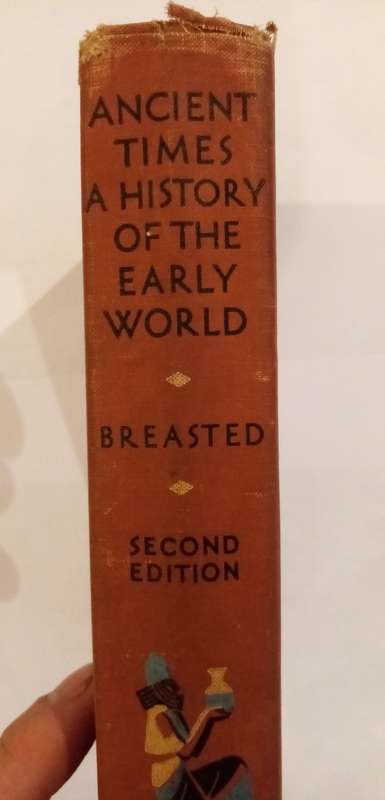 ANCIENT
TIMES
A HISTORY
OF THE
EARLY
WORLD
BREASTED
SECOND
EDITION